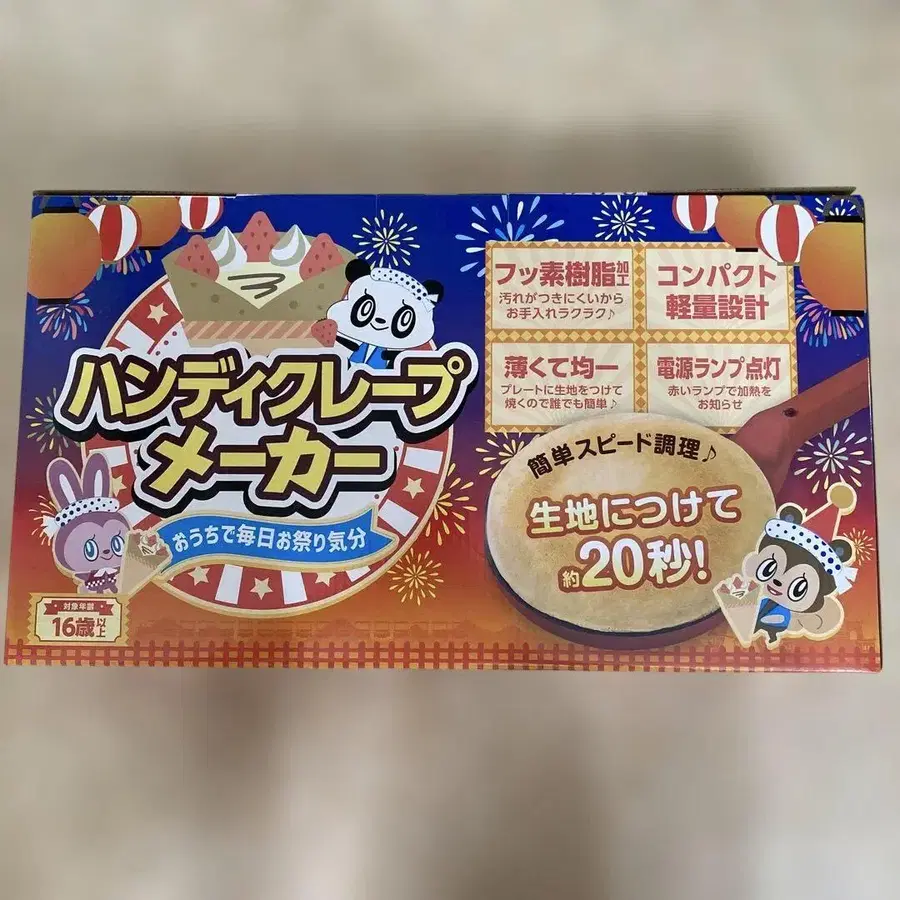 ハンディクレープ
メーカー
おうちで毎日お祭り気分
対象年齢
16歳以上
フッ素樹脂加工
汚れがつきにくいから
お手入れラクラク♪
コンパクト
軽量設計
薄くて均一
プレートに生地をつけて
焼くので誰でも簡単♪
電源ランプ点灯
赤いランプで加熱を
お知らせ
簡単スピード調理♪
生地につけて
約20秒!